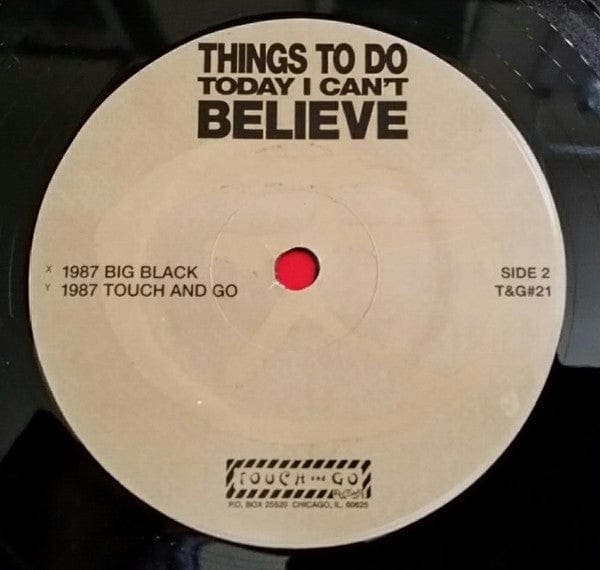 THINGS TO DO
TODAY I CAN'T
BELIEVE
X 1987 BIG BLACK
Y 1987 TOUCH AND GO
SIDE 2
T&G#21
TOUCH AND GO
P.O. BOX 25520 CHICAGO, IL. 60625